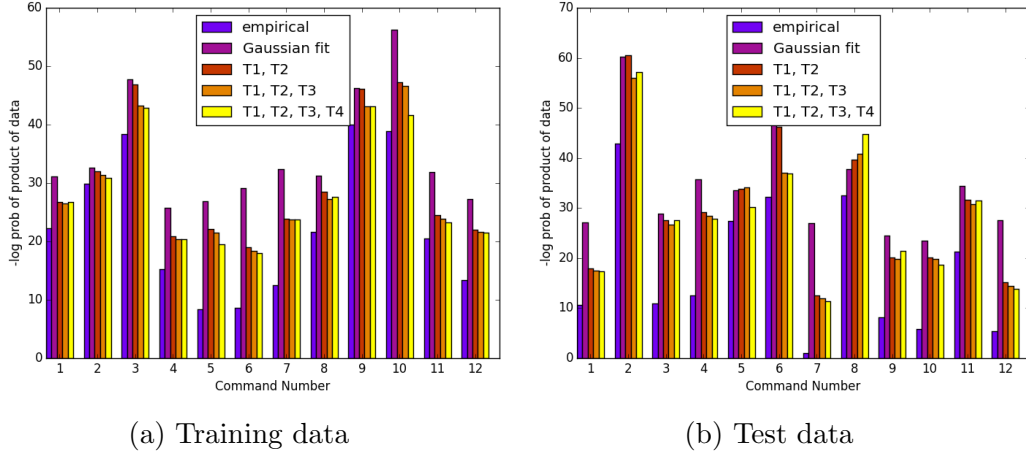 60
50
40
30
20
10
0
-log prob of product of data
empirical
Gaussian fit
T1, T2
T1, T2, T3
T1, T2, T3, T4
1 2 3 4 5 6 7 8 9 10 11 12
Command Number
(a) Training data
70
60
50
40
30
20
10
0
-log prob of product of data
empirical
Gaussian fit
T1, T2
T1, T2, T3
T1, T2, T3, T4
1 2 3 4 5 6 7 8 9 10 11 12
Command Number
(b) Test data